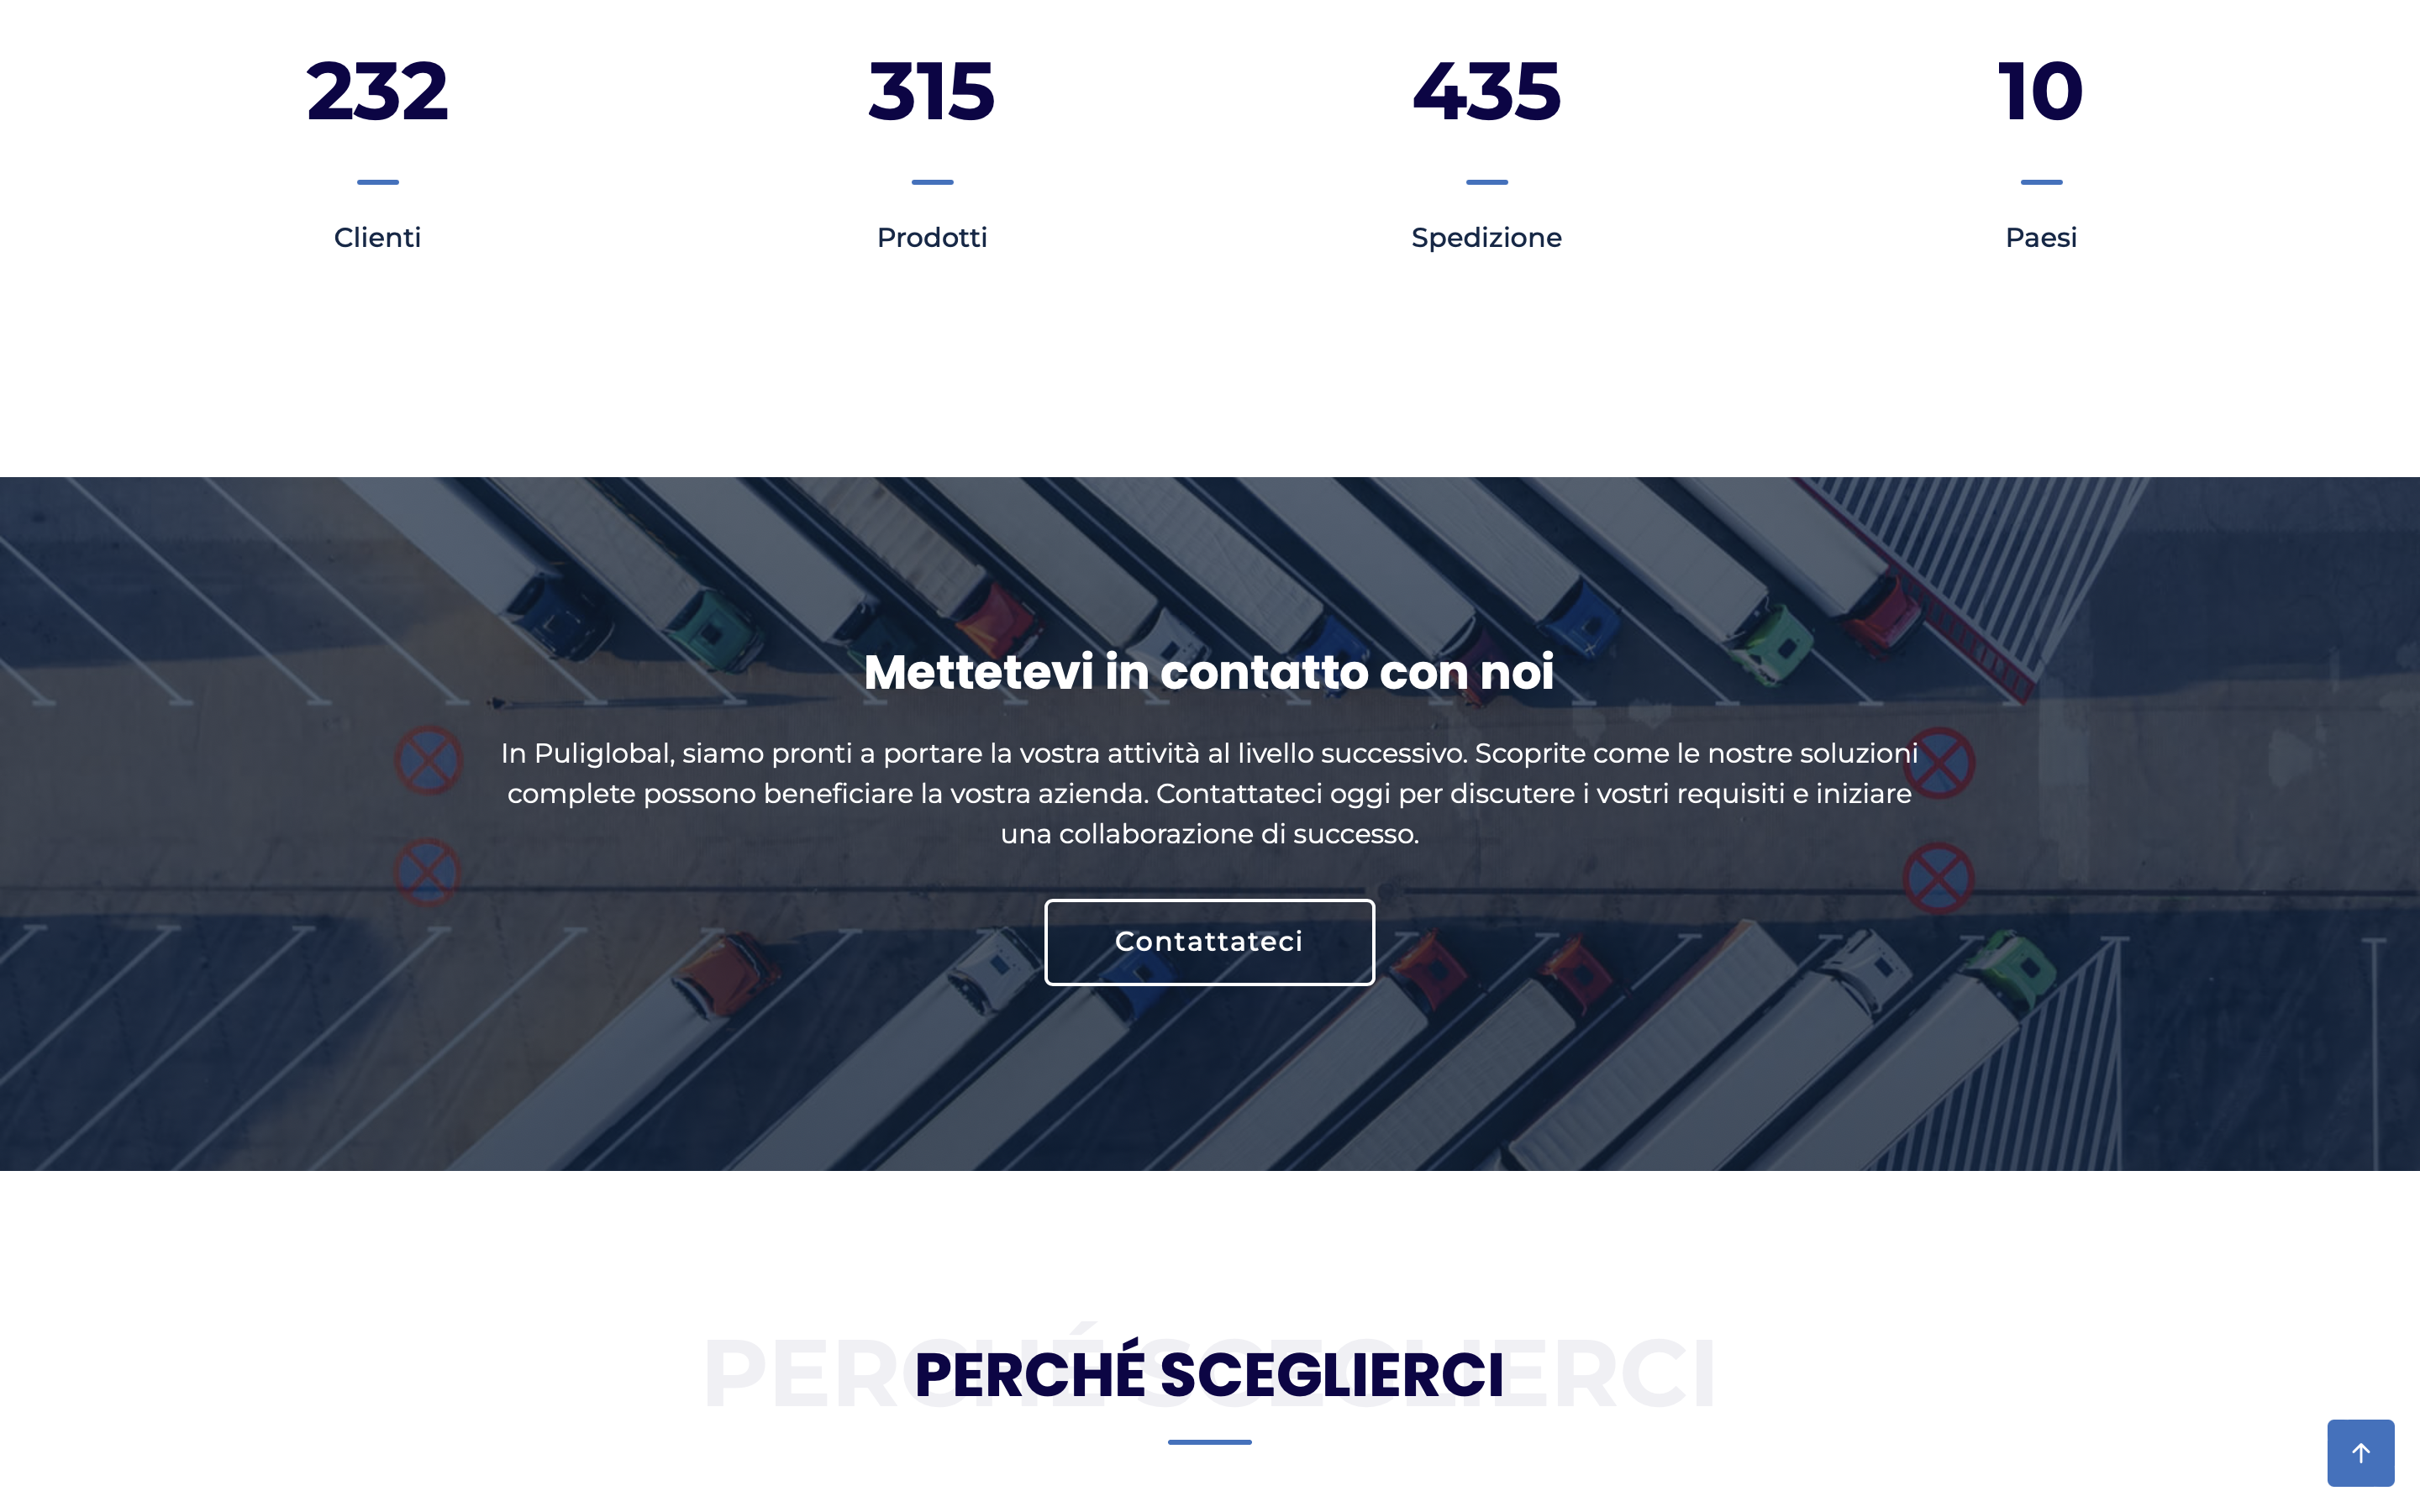 232
315
435
10
Clienti
Prodotti
Spedizione
Paesi
Mettetevi in contatto con noi
In Puliglobal, siamo pronti a portare la vostra attività al livello successivo. Scoprite come le nostre soluzioni
complete possono beneficiare la vostra azienda. Contattateci oggi per discutere i vostri requisiti e iniziare
una collaborazione di successo.
Contattateci
PERCHÉ SCEGLIERCI
PERCHÉ SCEGLIERCI